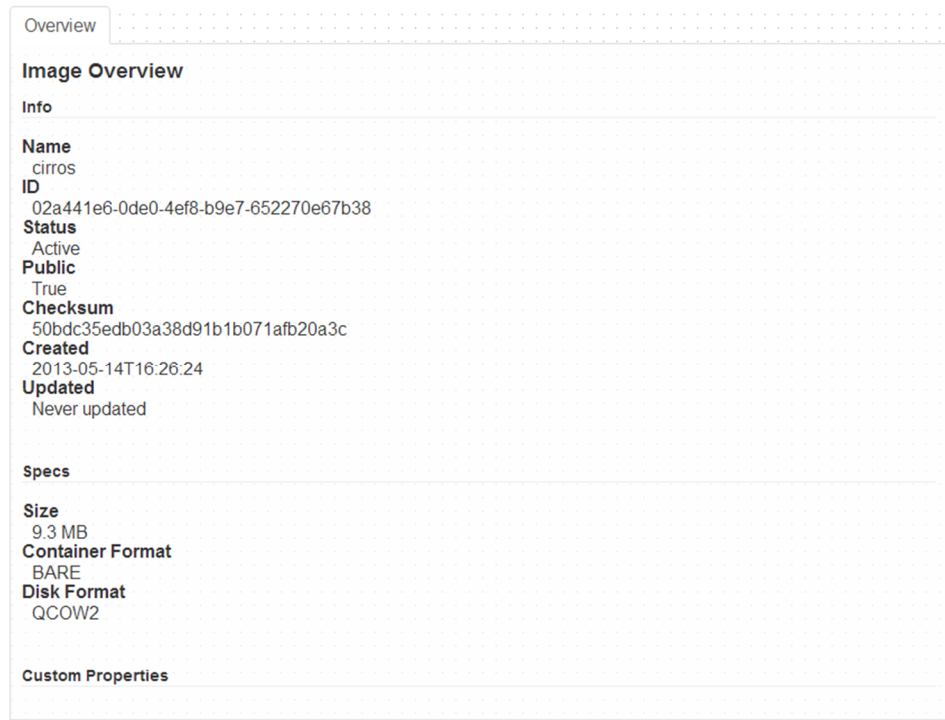 Overview
Image Overview
Info
Name
cirros
ID
02a441e6-0de0-4ef8-b9e7-652270e67b38
Status
Active
Public
True
Checksum
50bdc35edb03a38d91b1b071afb20a3c
Created
2013-05-14T16:26:24
Updated
Never updated
Specs
Size
9.3 MB
Container Format
BARE
Disk Format
QCOW2
Custom Properties